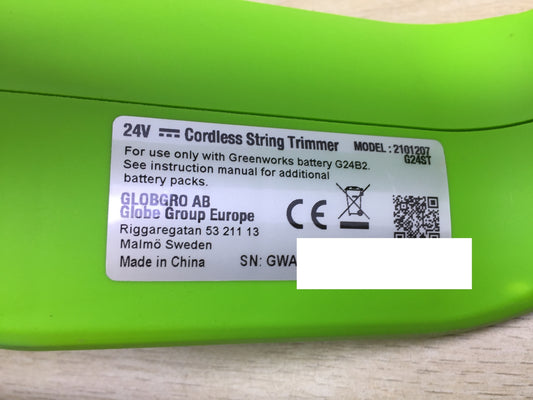 24V Cordless String Trimmer MODEL : 2101207
G24ST
For use only with Greenworks battery G24B2.
See instruction manual for additional
battery packs.
GLOBGRO AB
Globe Group Europe
Riggaregatan 53 211 13
Malmö Sweden
Made in China SN: GWA
CE